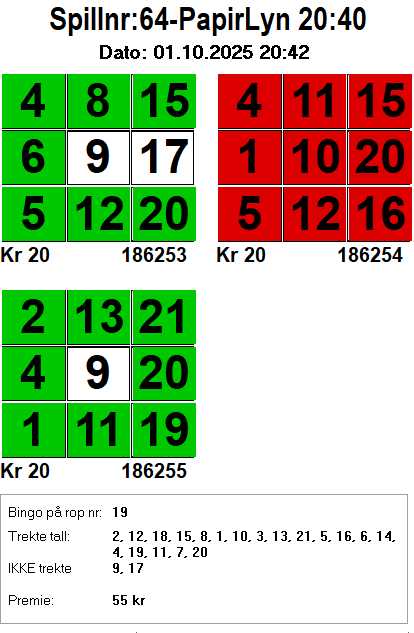 Spillnr:64-PapirLyn 20:40
Dato: 01.10.2025 20:42
4 8 15 4 11 15
6 9 17 1 10 20
5 12 20 5 12 16
Kr 20 186253 Kr 20 186254
2 13 21
4 9 20
1 11 19
Kr 20 186255
Bingo på rop nr: 19
Trekte tall: 2, 12, 18, 15, 8, 1, 10, 3, 13, 21, 5, 16, 6, 14,
4, 19, 11, 7, 20
IKKE trekte 9, 17
Premie: 55 kr